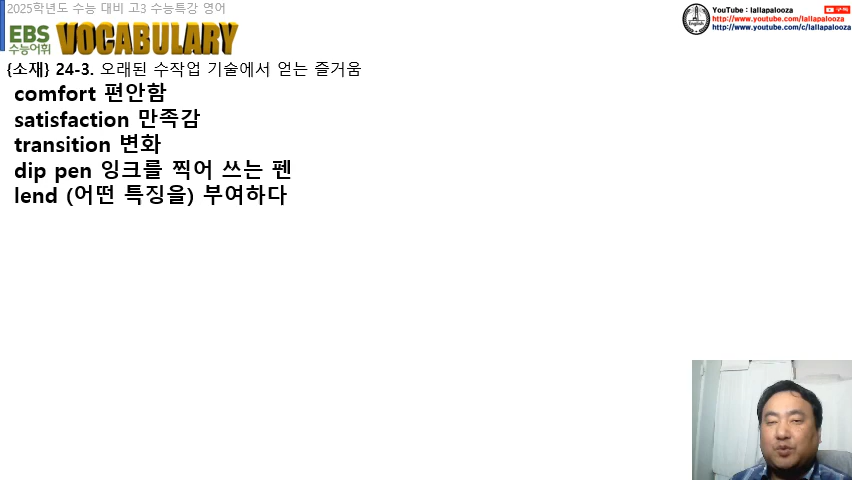 2025학년도 수능 대비 고3 수능특강 영어
EBS
수능어휘
VOCABULARY
YouTube : lallapalooza
구독
http://www.youtube.com/lallapalooza
http://www.youtube.com/c/lallapalooza
English
{소재} 24-3. 오래된 수작업 기술에서 얻는 즐거움
comfort 편안함
satisfaction 만족감
transition 변화
dip pen 잉크를 찍어 쓰는 펜
lend (어떤 특징을) 부여하다